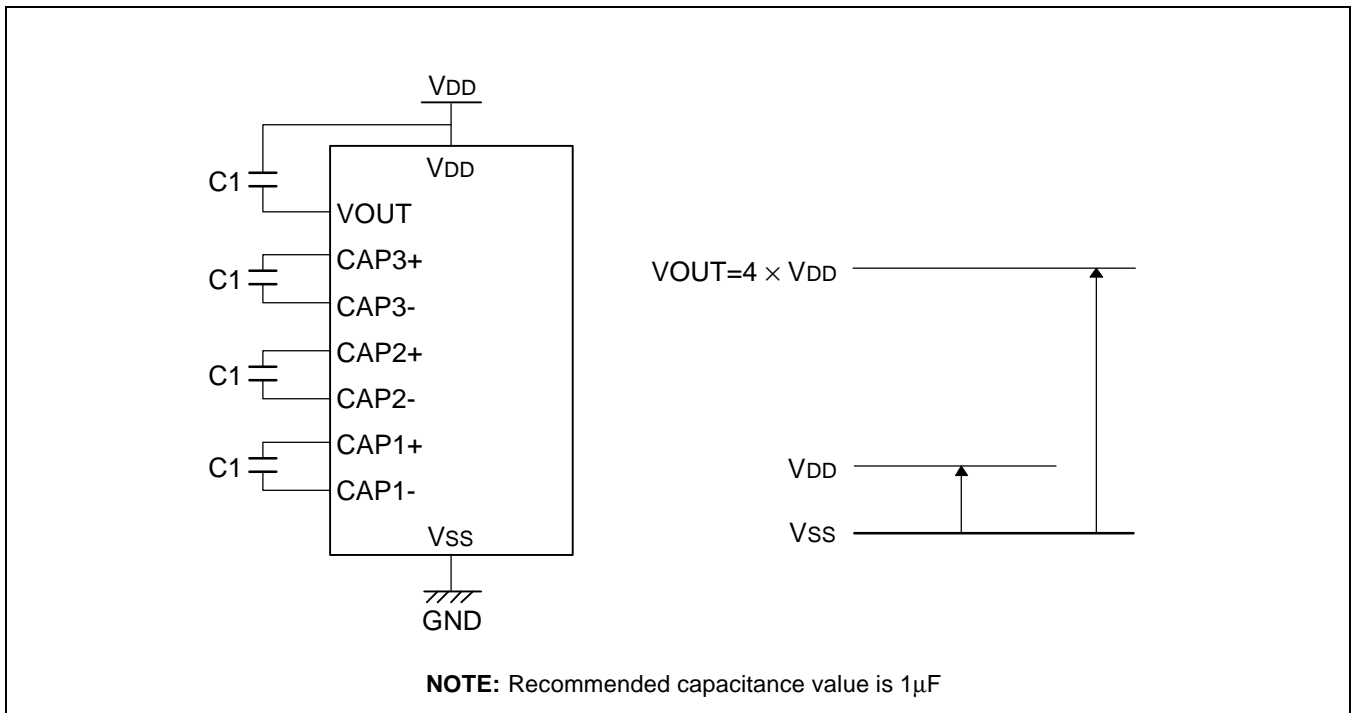 VDD
VDD
C1
VOUT
CAP3+
C1
CAP3-
CAP2+
C1
CAP2-
CAP1+
C1
CAP1-
VSS
GND
VOUT=4 × VDD
VDD
VSS
NOTE: Recommended capacitance value is 1μF